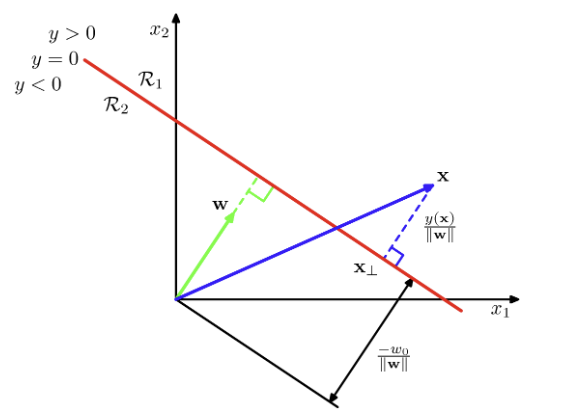 x₂
y > 0
y = 0
y < 0
ℛ₁
ℛ₂
w
x
y(x)/‖w‖
x⊥
x₁
−w₀/‖w‖